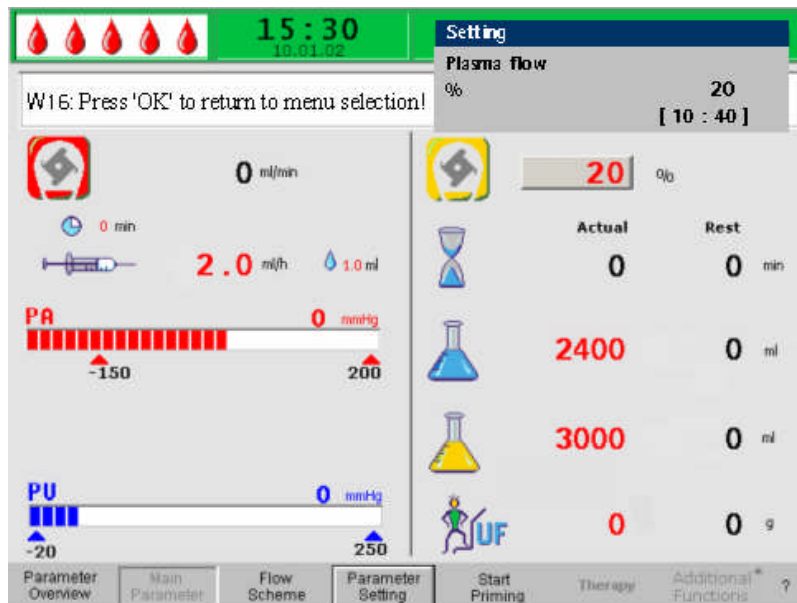 15:30
10.01.02
Setting
Plasma flow
% 20
[ 10 : 40 ]
W16: Press 'OK' to return to menu selection!
0 ml/min
0 min
2.0 ml/h 1.0 ml
PA 0 mmHg
-150 200
PU 0 mmHg
-20 250
20 %
Actual Rest
0 0 min
2400 0 ml
3000 0 ml
UF 0 0 g
Parameter Overview
Main Parameter
Flow Scheme
Parameter Setting
Start Priming
Therapy
Additional* Functions
?